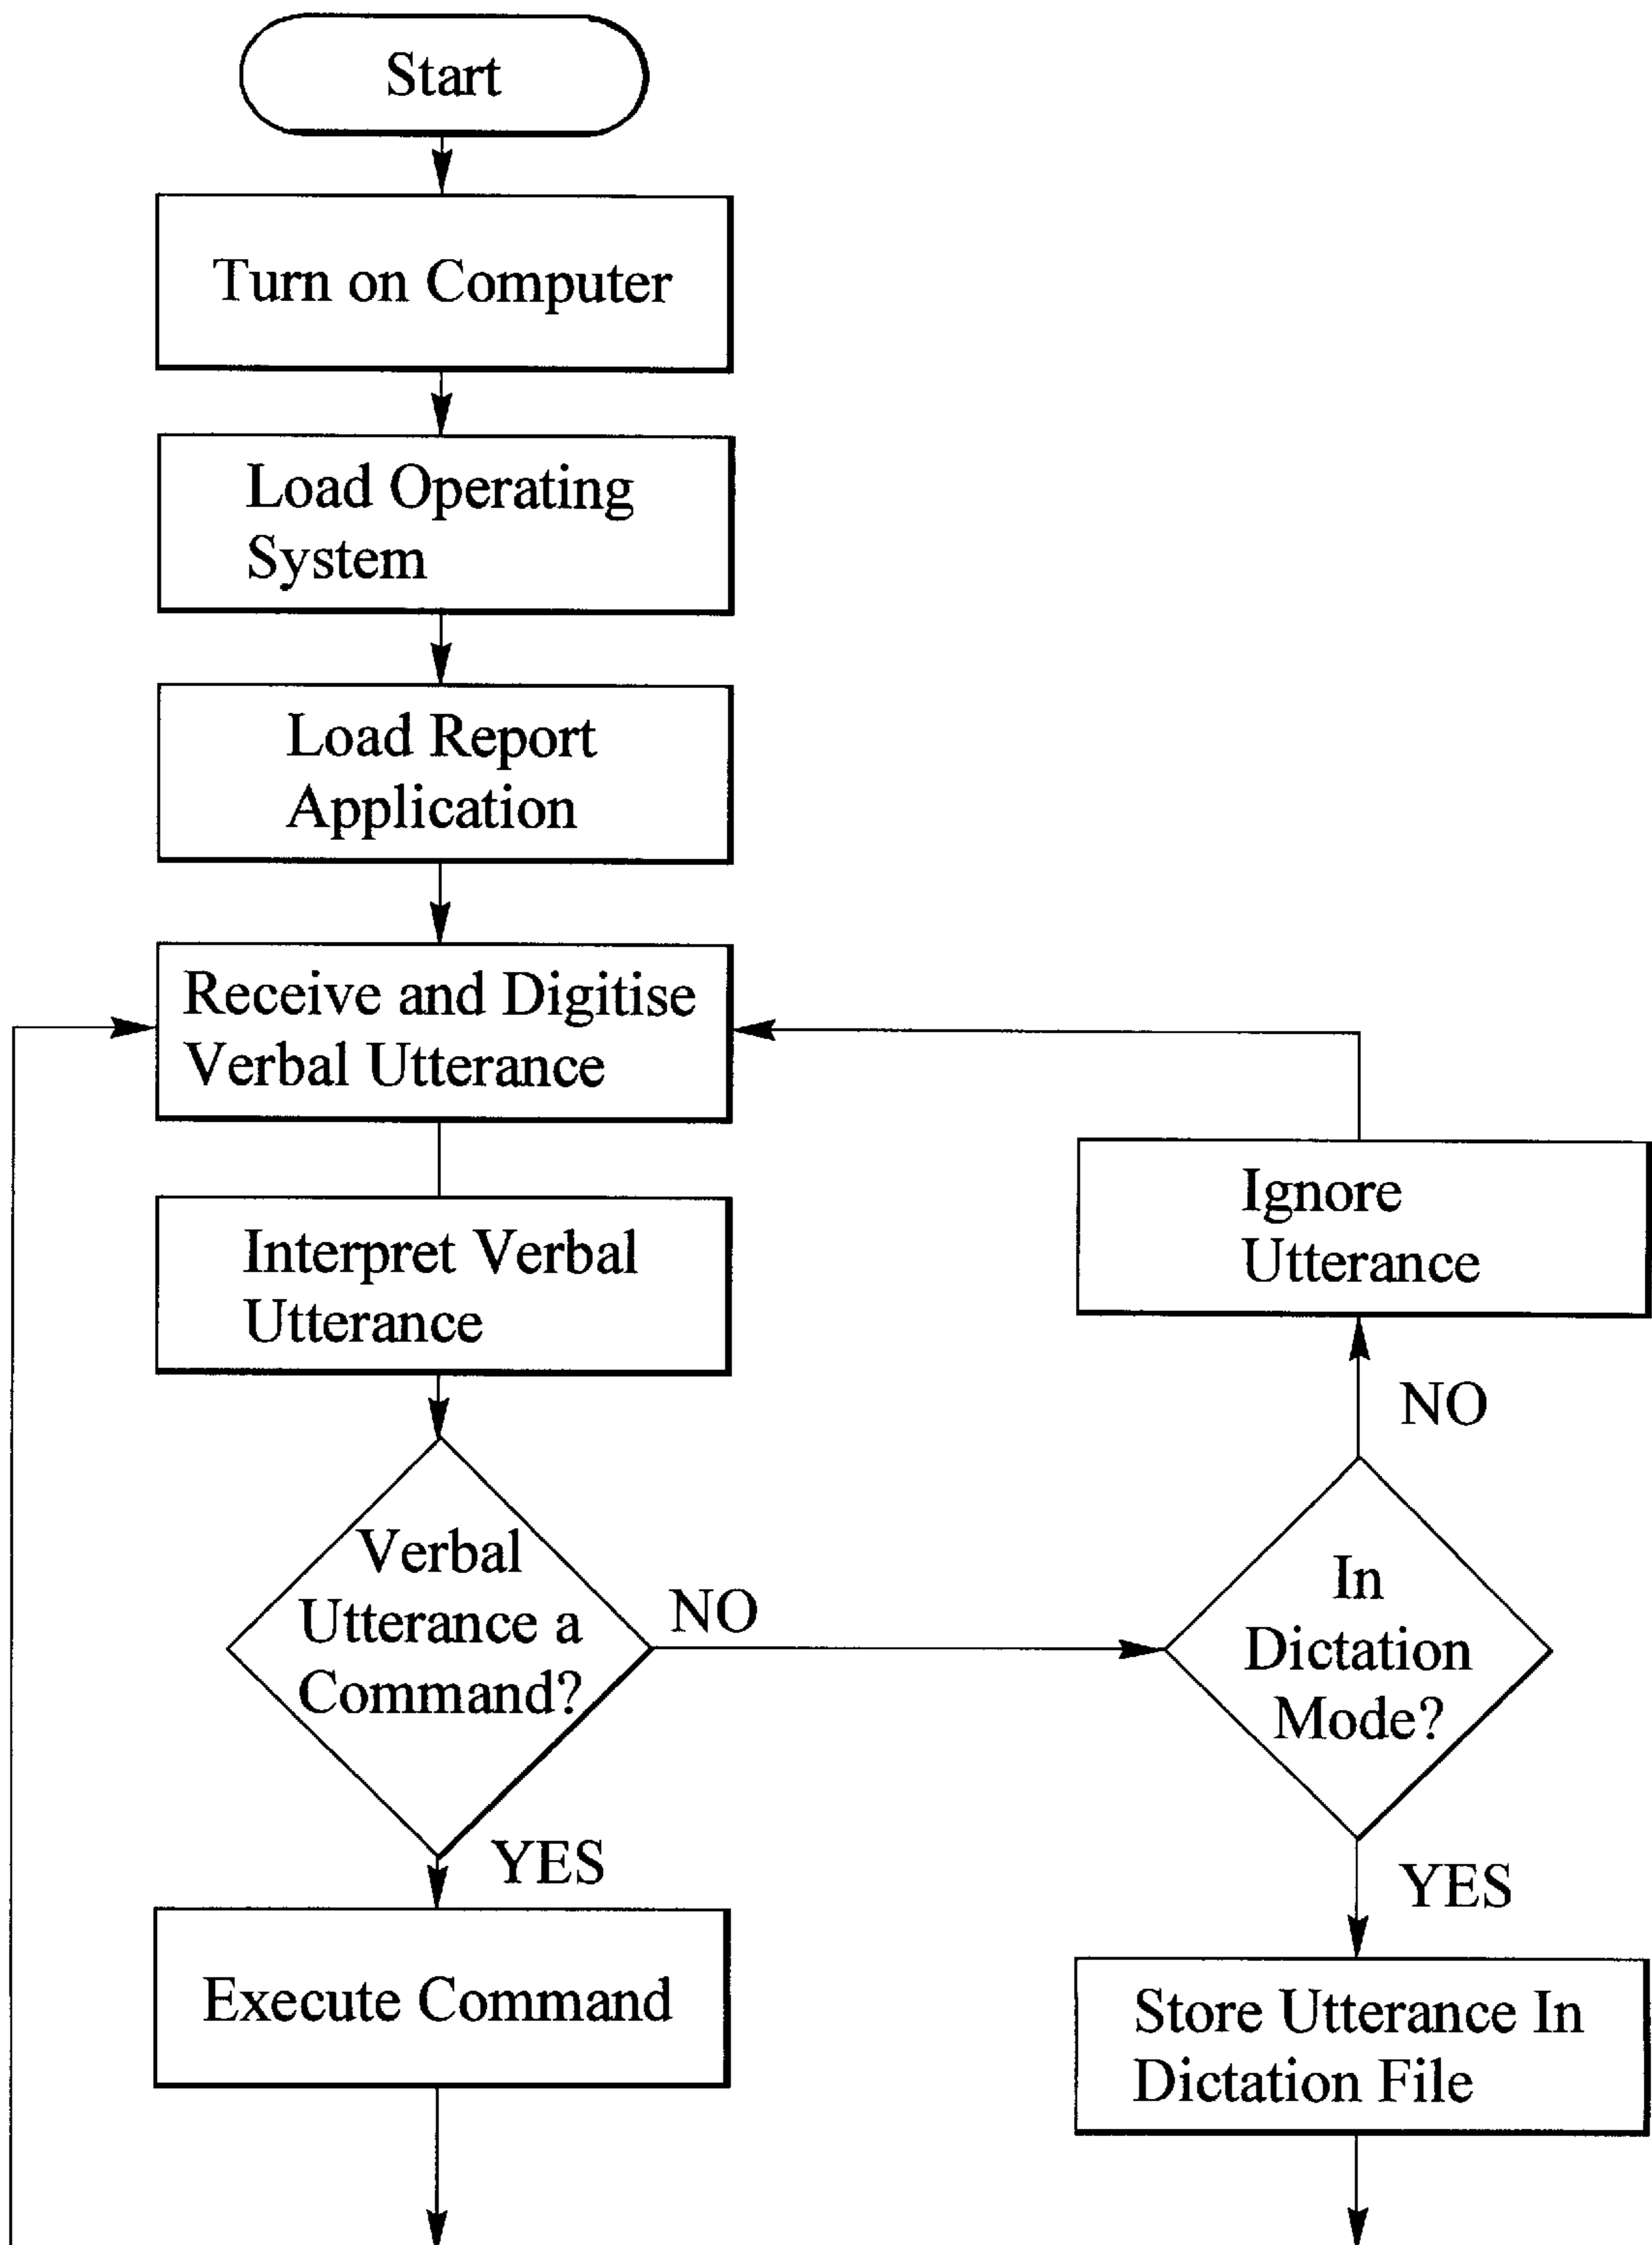 Start
Turn on Computer
Load Operating
System
Load Report
Application
Receive and Digitise
Verbal Utterance
Interpret Verbal
Utterance
Ignore
Utterance
NO
Verbal
Utterance a
Command?
NO
In
Dictation
Mode?
YES
YES
Execute Command
Store Utterance In
Dictation File